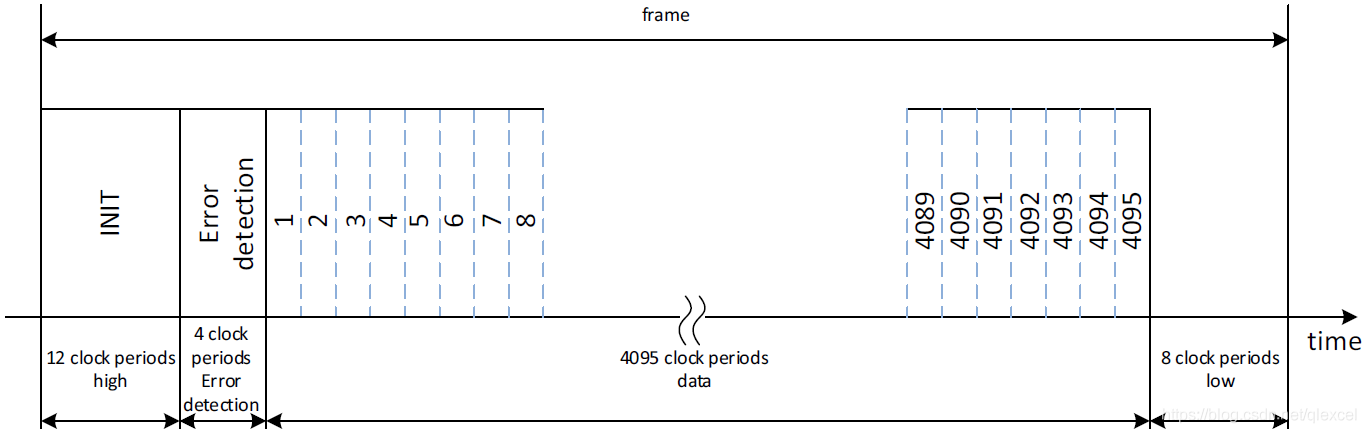 frame
INIT
Error
detection
1
2
3
4
5
6
7
8
4089
4090
4091
4092
4093
4094
4095
time
12 clock periods
high
4 clock
periods
Error
detection
4095 clock periods
data
8 clock periods
low
https://blog.csdn.net/qlexcel